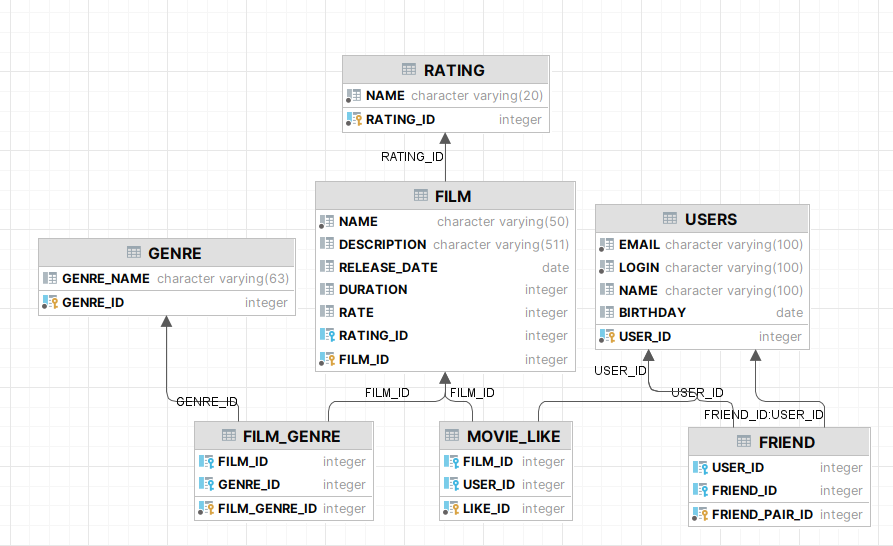 RATING
NAME character varying(20)
RATING_ID integer
RATING_ID
FILM
NAME character varying(50)
DESCRIPTION character varying(511)
RELEASE_DATE date
DURATION integer
RATE integer
RATING_ID integer
FILM_ID integer
USERS
EMAIL character varying(100)
LOGIN character varying(100)
NAME character varying(100)
BIRTHDAY date
USER_ID integer
GENRE
GENRE_NAME character varying(63)
GENRE_ID integer
USER_ID
GENRE_ID
FILM_ID
FILM_ID
USER_ID
FRIEND_ID:USER_ID
FILM_GENRE
FILM_ID integer
GENRE_ID integer
FILM_GENRE_ID integer
MOVIE_LIKE
FILM_ID integer
USER_ID integer
LIKE_ID integer
FRIEND
USER_ID integer
FRIEND_ID integer
FRIEND_PAIR_ID integer